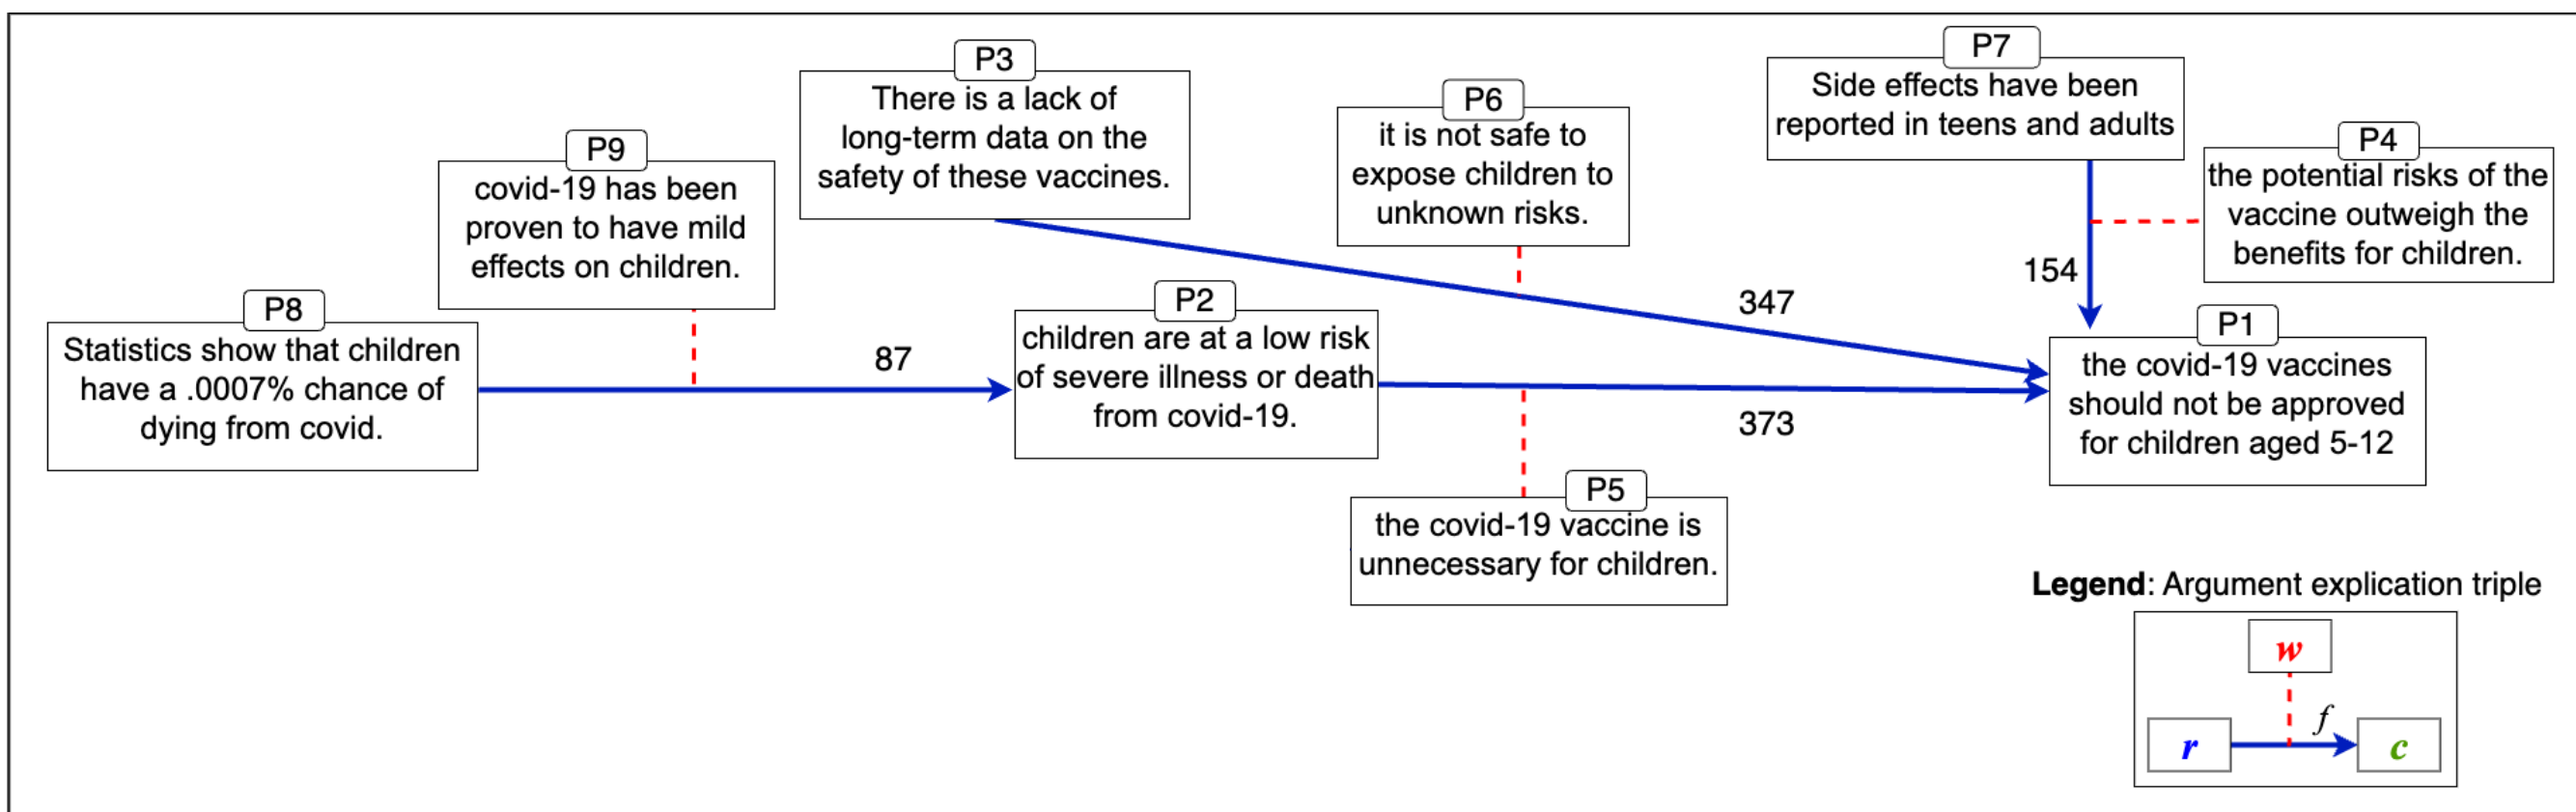 P3
There is a lack of
long-term data on the
safety of these vaccines.
P7
Side effects have been
reported in teens and adults
P6
it is not safe to
expose children to
unknown risks.
P4
the potential risks of the
vaccine outweigh the
benefits for children.
P9
covid-19 has been
proven to have mild
effects on children.
154
347
P8
Statistics show that children
have a .0007% chance of
dying from covid.
87
P2
children are at a low risk
of severe illness or death
from covid-19.
P1
the covid-19 vaccines
should not be approved
for children aged 5-12
373
P5
the covid-19 vaccine is
unnecessary for children.
Legend: Argument explication triple
w
f
r
c